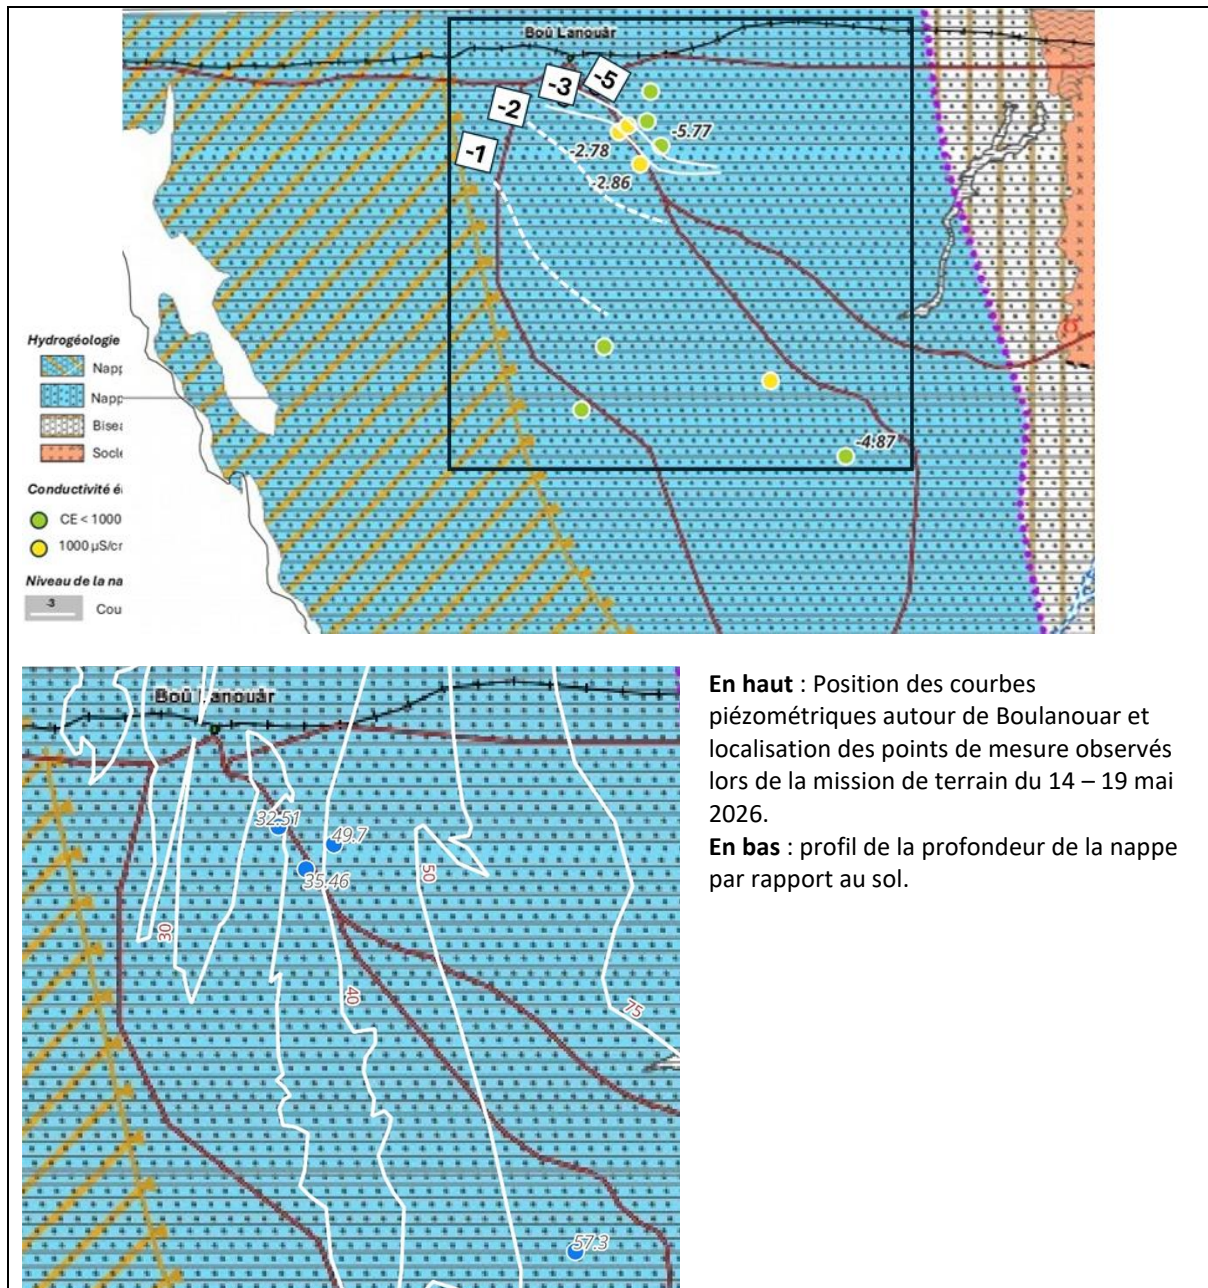 Boû Lanouâr
-5
-3
-2
-5.77
-1
-2.78
-2.86
-4.87
Hydrogéologie
Napp
Napp
Bisea
Socle
Conductivité él
CE < 1000
1000 µS/cr
Niveau de la na
-3
Cou
Boû Lanouâr
32.51
49.7
35.46
50
30
40
75
57.3
En haut : Position des courbes
piézométriques autour de Boulanouar et
localisation des points de mesure observés
lors de la mission de terrain du 14 – 19 mai
2026.
En bas : profil de la profondeur de la nappe
par rapport au sol.